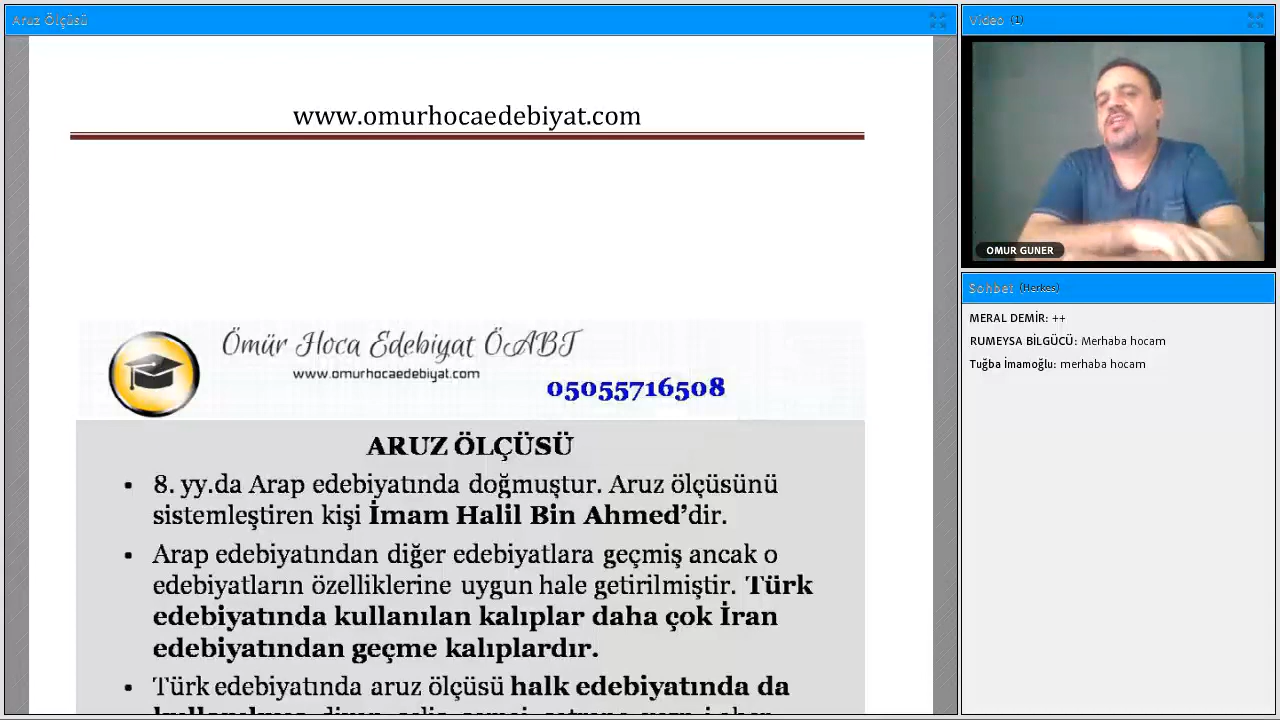 Aruz Ölçüsü
www.omurhocaedebiyat.com
Ömür Hoca Edebiyat ÖABT
www.omurhocaedebiyat.com
05055716508
ARUZ ÖLÇÜSÜ
• 8. yy.da Arap edebiyatında doğmuştur. Aruz ölçüsünü
sistemleştiren kişi İmam Halil Bin Ahmed’dir.
• Arap edebiyatından diğer edebiyatlara geçmiş ancak o
edebiyatların özelliklerine uygun hale getirilmiştir. Türk
edebiyatında kullanılan kalıplar daha çok İran
edebiyatından geçme kalıplardır.
• Türk edebiyatında aruz ölçüsü halk edebiyatında da
Video (1)
OMUR GUNER
Sohbet (Herkes)
MERAL DEMİR: ++
RUMEYSA BİLGÜCÜ: Merhaba hocam
Tuğba İmamoğlu: merhaba hocam